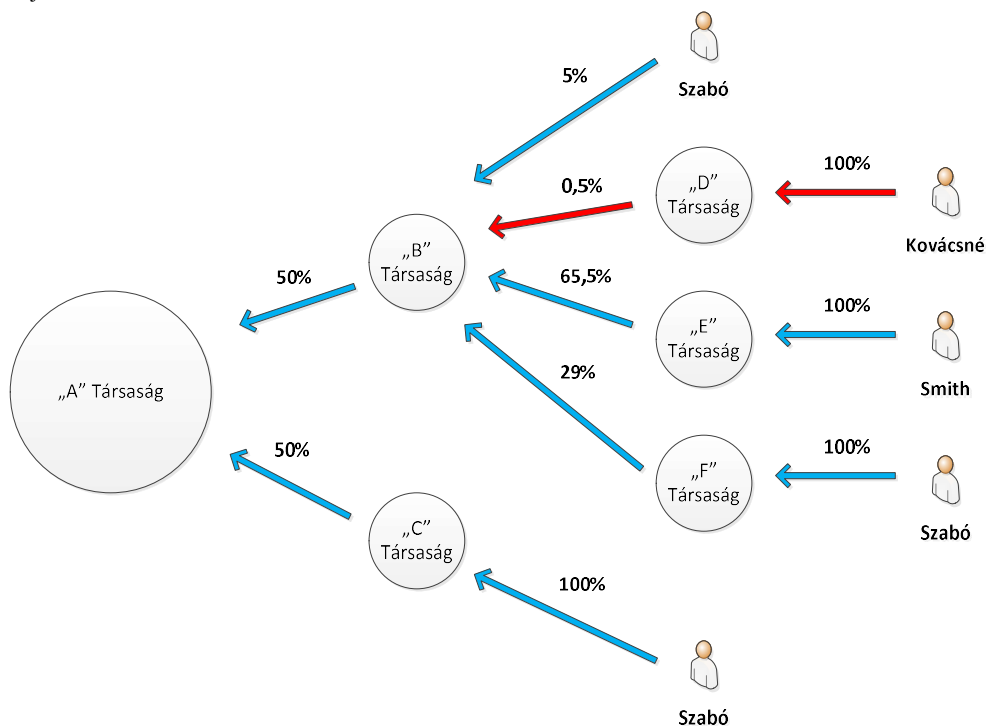 5%
Szabó
0,5%
„D”
Társaság
100%
Kovácsné
50%
„B”
Társaság
65,5%
„E”
Társaság
100%
Smith
„A” Társaság
29%
„F”
Társaság
100%
Szabó
50%
„C”
Társaság
100%
Szabó